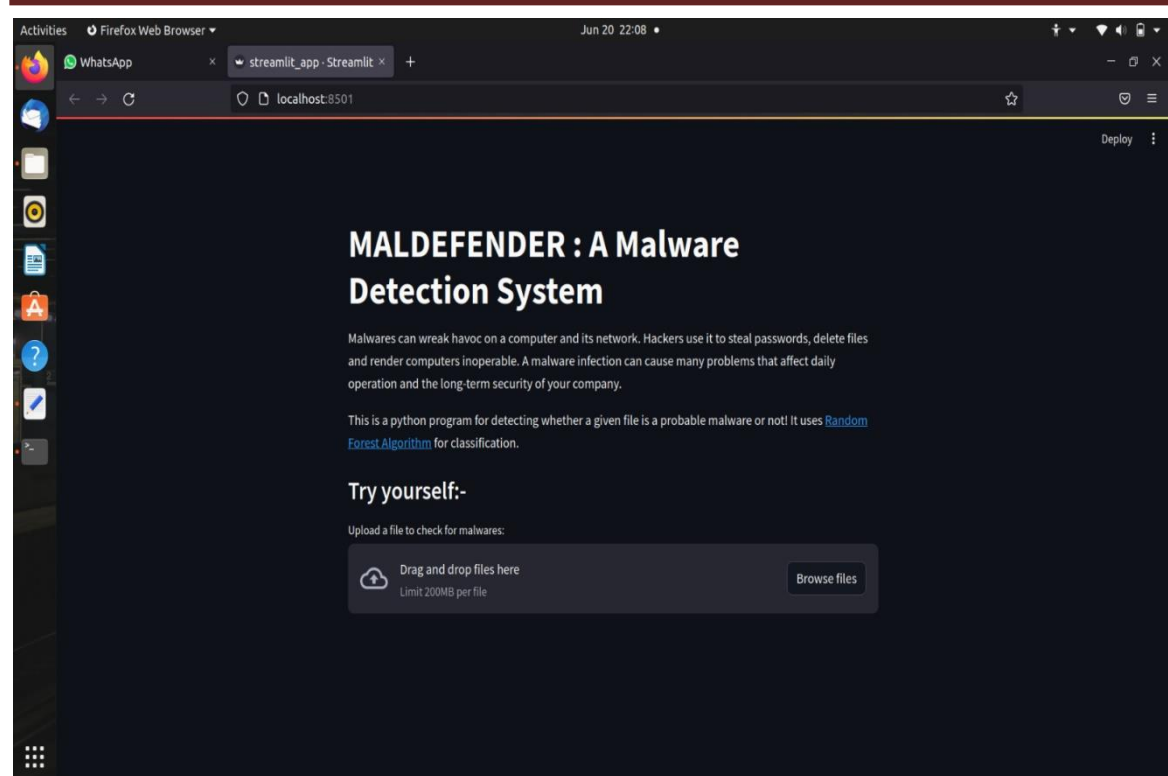 Activities Firefox Web Browser Jun 20 22:08
WhatsApp × streamlit_app · Streamlit × +
localhost:8501
Deploy
MALDEFENDER : A Malware
Detection System
Malwares can wreak havoc on a computer and its network. Hackers use it to steal passwords, delete files
and render computers inoperable. A malware infection can cause many problems that affect daily
operation and the long-term security of your company.
This is a python program for detecting whether a given file is a probable malware or not! It uses Random
Forest Algorithm for classification.
Try yourself:-
Upload a file to check for malwares:
Drag and drop files here
Limit 200MB per file
Browse files